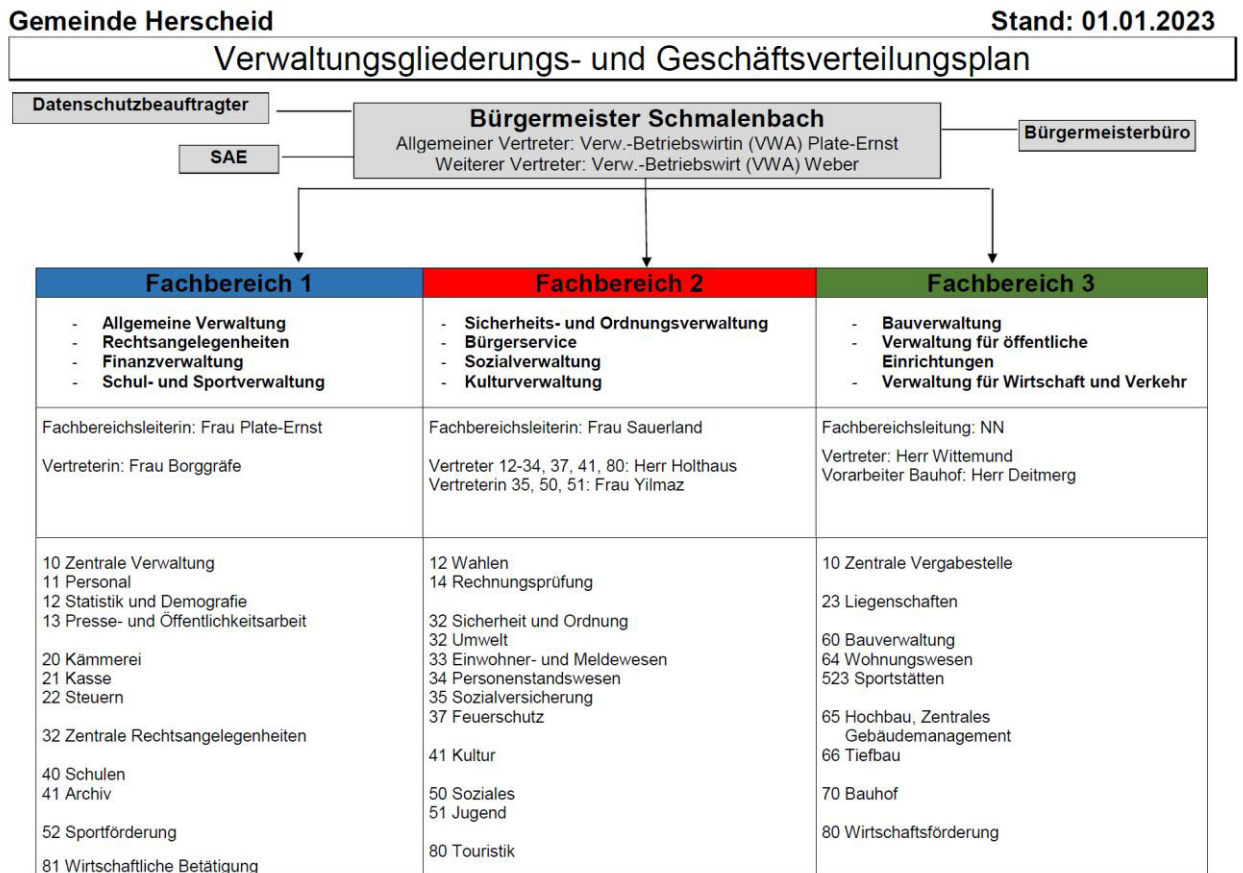 Gemeinde Herscheid
Stand: 01.01.2023
Verwaltungsgliederungs- und Geschäftsverteilungsplan
Datenschutzbeauftragter
SAE
Bürgermeister Schmalenbach
Allgemeiner Vertreter: Verw.-Betriebswirtin (VWA) Plate-Ernst
Weiterer Vertreter: Verw.-Betriebswirt (VWA) Weber
Bürgermeisterbüro
Fachbereich 1
- Allgemeine Verwaltung
- Rechtsangelegenheiten
- Finanzverwaltung
- Schul- und Sportverwaltung
Fachbereichsleiterin: Frau Plate-Ernst
Vertreterin: Frau Borggräfe
10 Zentrale Verwaltung
11 Personal
12 Statistik und Demografie
13 Presse- und Öffentlichkeitsarbeit
20 Kämmerei
21 Kasse
22 Steuern
32 Zentrale Rechtsangelegenheiten
40 Schulen
41 Archiv
52 Sportförderung
81 Wirtschaftliche Betätigung
Fachbereich 2
- Sicherheits- und Ordnungsverwaltung
- Bürgerservice
- Sozialverwaltung
- Kulturverwaltung
Fachbereichsleiterin: Frau Sauerland
Vertreter 12-34, 37, 41, 80: Herr Holthaus
Vertreterin 35, 50, 51: Frau Yilmaz
12 Wahlen
14 Rechnungsprüfung
32 Sicherheit und Ordnung
32 Umwelt
33 Einwohner- und Meldewesen
34 Personenstandswesen
35 Sozialversicherung
37 Feuerschutz
41 Kultur
50 Soziales
51 Jugend
80 Touristik
Fachbereich 3
- Bauverwaltung
- Verwaltung für öffentliche
Einrichtungen
- Verwaltung für Wirtschaft und Verkehr
Fachbereichsleitung: NN
Vertreter: Herr Wittemund
Vorarbeiter Bauhof: Herr Deitmerg
10 Zentrale Vergabestelle
23 Liegenschaften
60 Bauverwaltung
64 Wohnungswesen
523 Sportstätten
65 Hochbau, Zentrales
Gebäudemanagement
66 Tiefbau
70 Bauhof
80 Wirtschaftsförderung